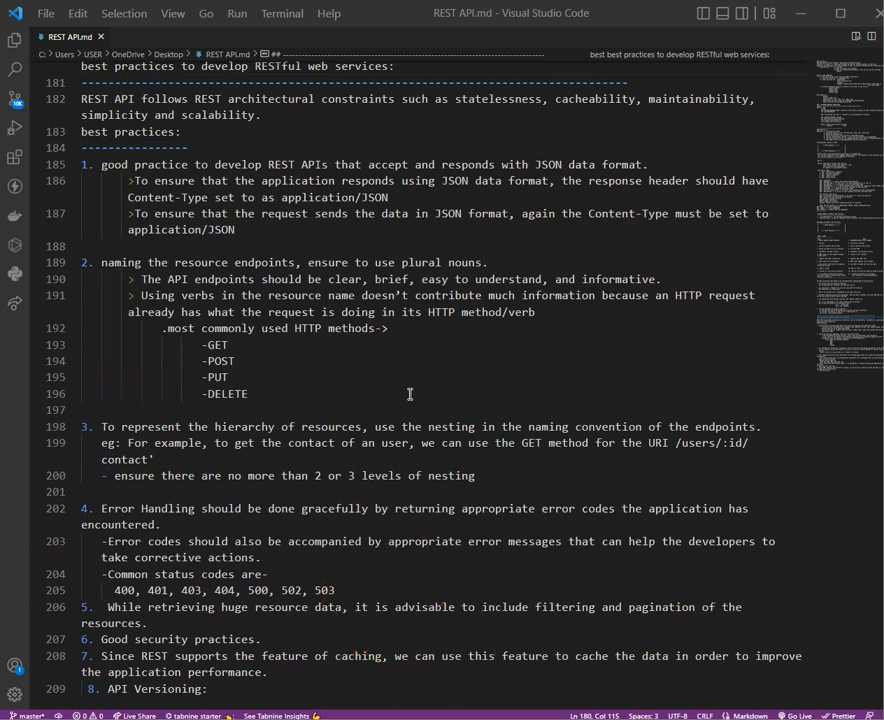 File Edit Selection View Go Run Terminal Help REST API.md - Visual Studio Code
REST API.md
C: > Users > USER > OneDrive > Desktop > REST API.md > ## ---------------------------------------------------------------------------------- best best practices to develop RESTful web services:
best practices to develop RESTful web services:
181 ----------------------------------------------------------------------------------
182 REST API follows REST architectural constraints such as statelessness, cacheability, maintainability,
simplicity and scalability.
183 best practices:
184 ----------------
185 1. good practice to develop REST APIs that accept and responds with JSON data format.
186 >To ensure that the application responds using JSON data format, the response header should have
Content-Type set to as application/JSON
187 >To ensure that the request sends the data in JSON format, again the Content-Type must be set to
application/JSON
188
189 2. naming the resource endpoints, ensure to use plural nouns.
190 > The API endpoints should be clear, brief, easy to understand, and informative.
191 > Using verbs in the resource name doesn’t contribute much information because an HTTP request
already has what the request is doing in its HTTP method/verb
192 .most commonly used HTTP methods->
193 -GET
194 -POST
195 -PUT
196 -DELETE
197
198 3. To represent the hierarchy of resources, use the nesting in the naming convention of the endpoints.
199 eg: For example, to get the contact of an user, we can use the GET method for the URI /users/:id/
contact'
200 - ensure there are no more than 2 or 3 levels of nesting
201
202 4. Error Handling should be done gracefully by returning appropriate error codes the application has
encountered.
203 -Error codes should also be accompanied by appropriate error messages that can help the developers to
take corrective actions.
204 -Common status codes are-
205 400, 401, 403, 404, 500, 502, 503
206 5. While retrieving huge resource data, it is advisable to include filtering and pagination of the
resources.
207 6. Good security practices.
208 7. Since REST supports the feature of caching, we can use this feature to cache the data in order to improve
the application performance.
209 8. API Versioning:
10K
1
master* 0 0 Live Share tabnine starter See Tabnine Insights Ln 180, Col 115 Spaces: 3 UTF-8 CRLF Markdown Go Live Prettier